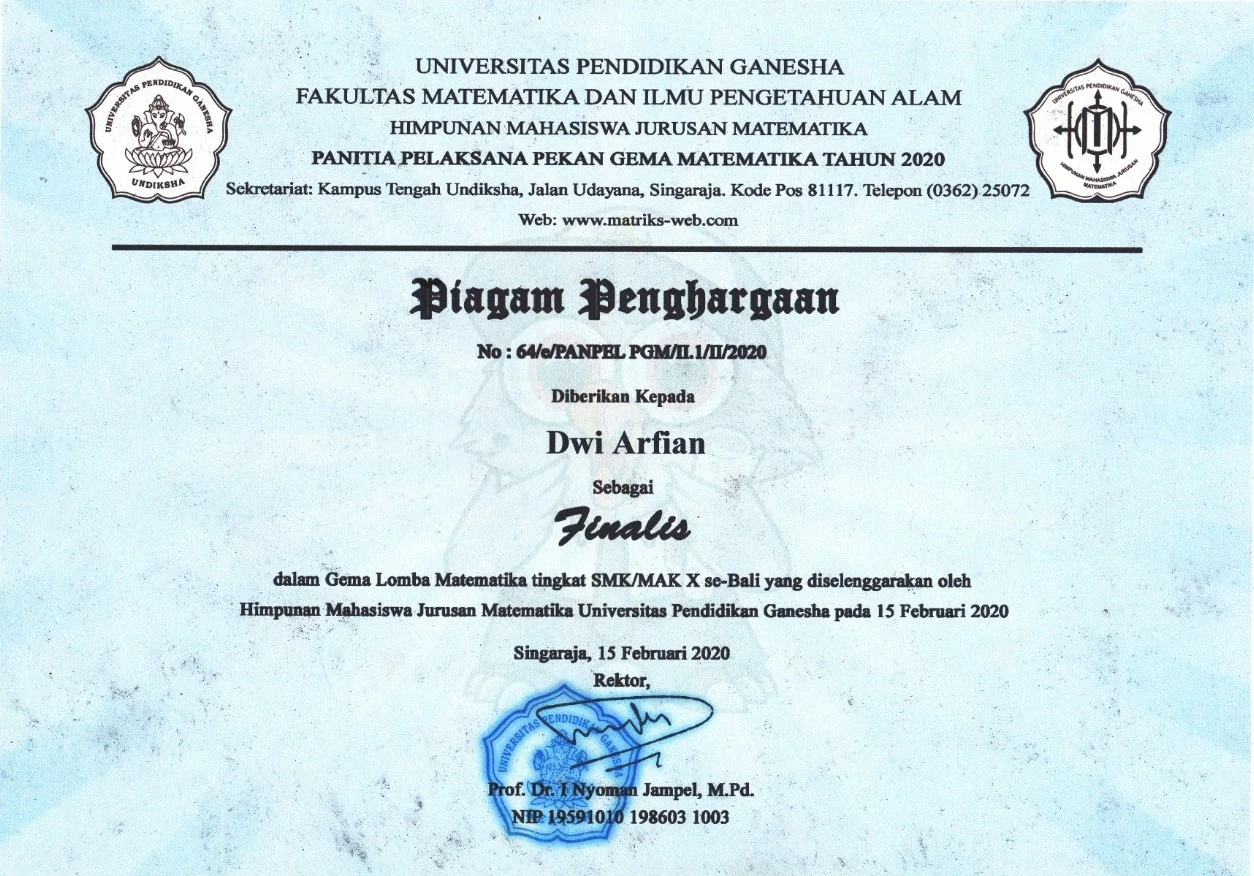 UNIVERSITAS PENDIDIKAN GANESHA
FAKULTAS MATEMATIKA DAN ILMU PENGETAHUAN ALAM
HIMPUNAN MAHASISWA JURUSAN MATEMATIKA
PANITIA PELAKSANA PEKAN GEMA MATEMATIKA TAHUN 2020
Sekretariat: Kampus Tengah Undiksha, Jalan Udayana, Singaraja. Kode Pos 81117. Telepon (0362) 25072
Web: www.matriks-web.com
UNIVERSITAS PENDIDIKAN GANESHA
UNDIKSHA
UNIVERSITAS PENDIDIKAN GANESHA
HIMPUNAN MAHASISWA JURUSAN
MATEMATIKA
Piagam Penghargaan
No : 64/e/PANPEL PGM/II.1/II/2020
Diberikan Kepada
Dwi Arfian
Sebagai
Finalis
dalam Gema Lomba Matematika tingkat SMK/MAK X se-Bali yang diselenggarakan oleh
Himpunan Mahasiswa Jurusan Matematika Universitas Pendidikan Ganesha pada 15 Februari 2020
Singaraja, 15 Februari 2020
Rektor,
UNIVERSITAS PENDIDIKAN GANESHA
Prof. Dr. I Nyoman Jampel, M.Pd.
NIP 19591010 198603 1003